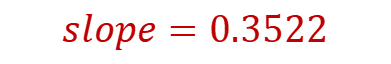 slope = 0.3522